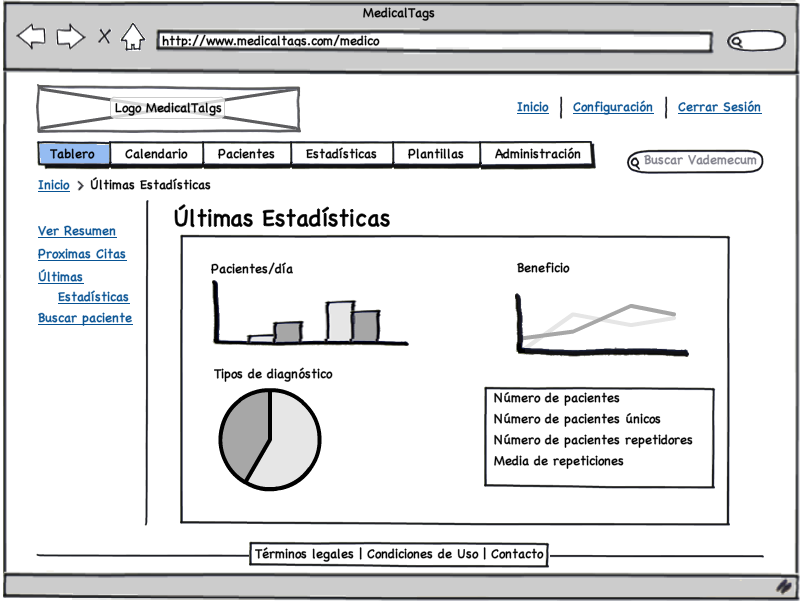 MedicalTags
http://www.medicaltags.com/medico
Logo MedicalTalgs
Inicio | Configuración | Cerrar Sesión
Tablero Calendario Pacientes Estadísticas Plantillas Administración
Buscar Vademecum
Inicio > Últimas Estadísticas
Ver Resumen
Proximas Citas
Últimas
Estadísticas
Buscar paciente
Últimas Estadísticas
Pacientes/día
Beneficio
Tipos de diagnóstico
Número de pacientes
Número de pacientes únicos
Número de pacientes repetidores
Media de repeticiones
Términos legales | Condiciones de Uso | Contacto